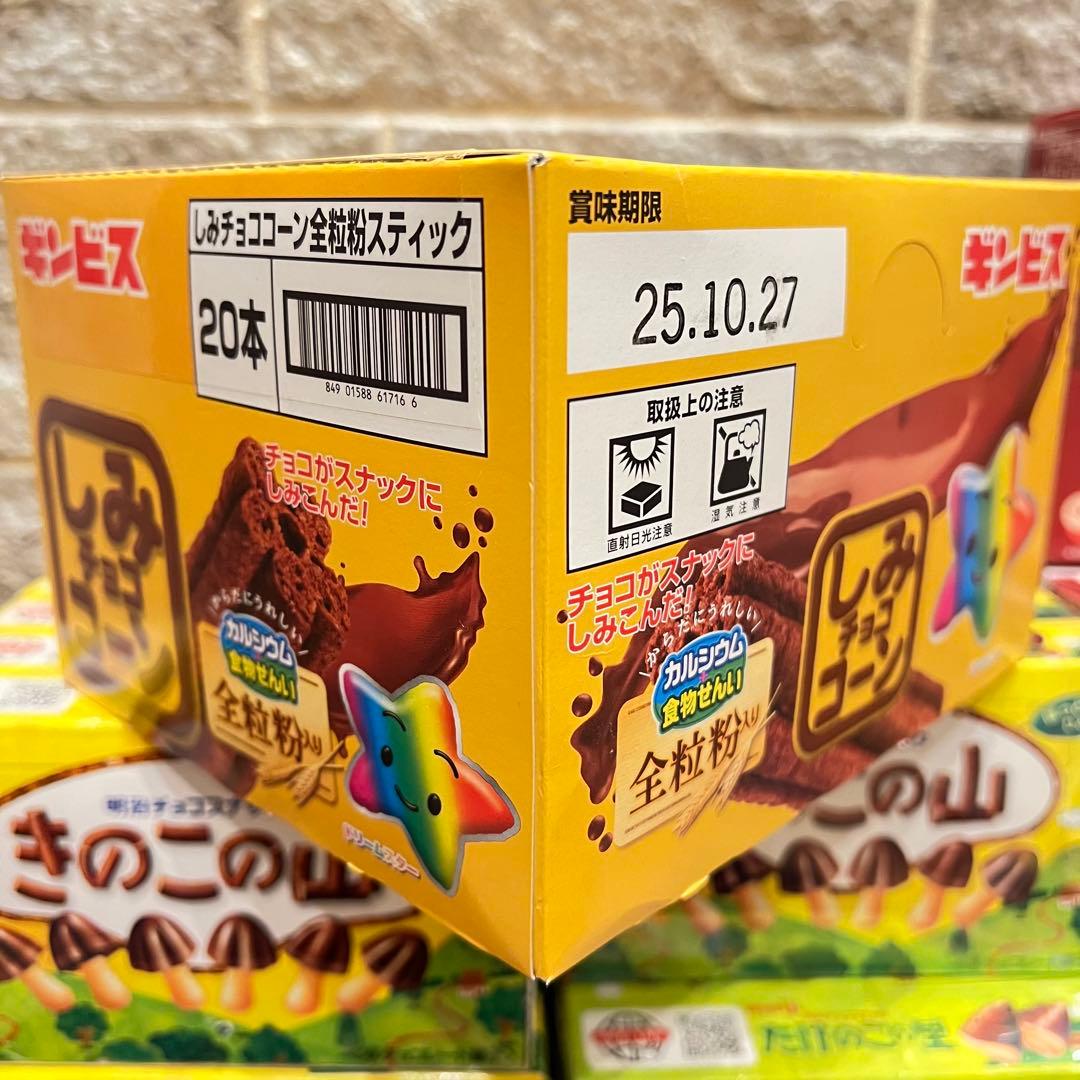 ギンビス
しみチョココーン全粒粉スティック
20本
849 01588 61716 6
しみ
チョコ
コーン
チョコがスナックに
しみこんだ!
からだにうれしい
カルシウム
+
食物せんい
全粒粉入り
ドリームスター
賞味期限
25.10.27
ギンビス
取扱上の注意
直射日光注意
湿気注意
チョコがスナックに
しみこんだ!
からだにうれしい
カルシウム
+
食物せんい
全粒粉入り
しみ
チョコ
コーン
明治チョコスナック
きのこの山
このの山
たけのこの里